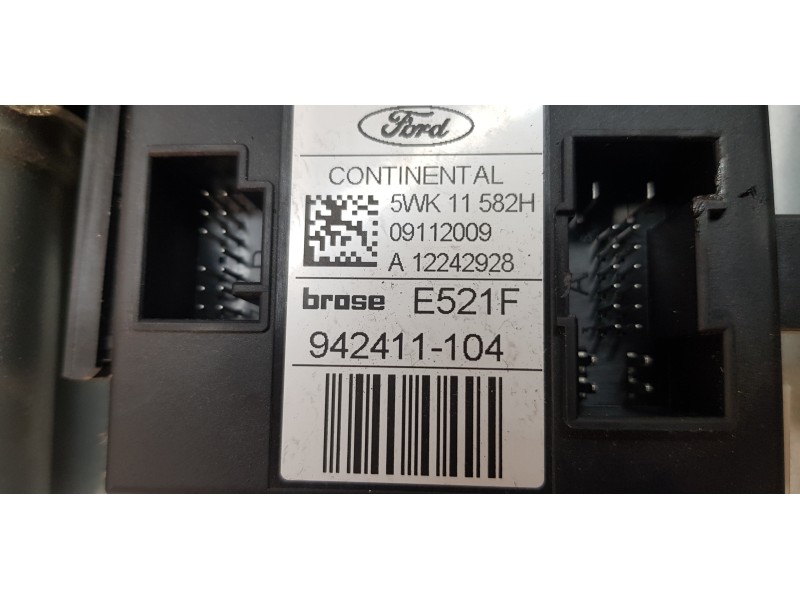 Ford
CONTINENTAL
5WK 11 582H
09112009
A 12242928
brose E521F
942411-104